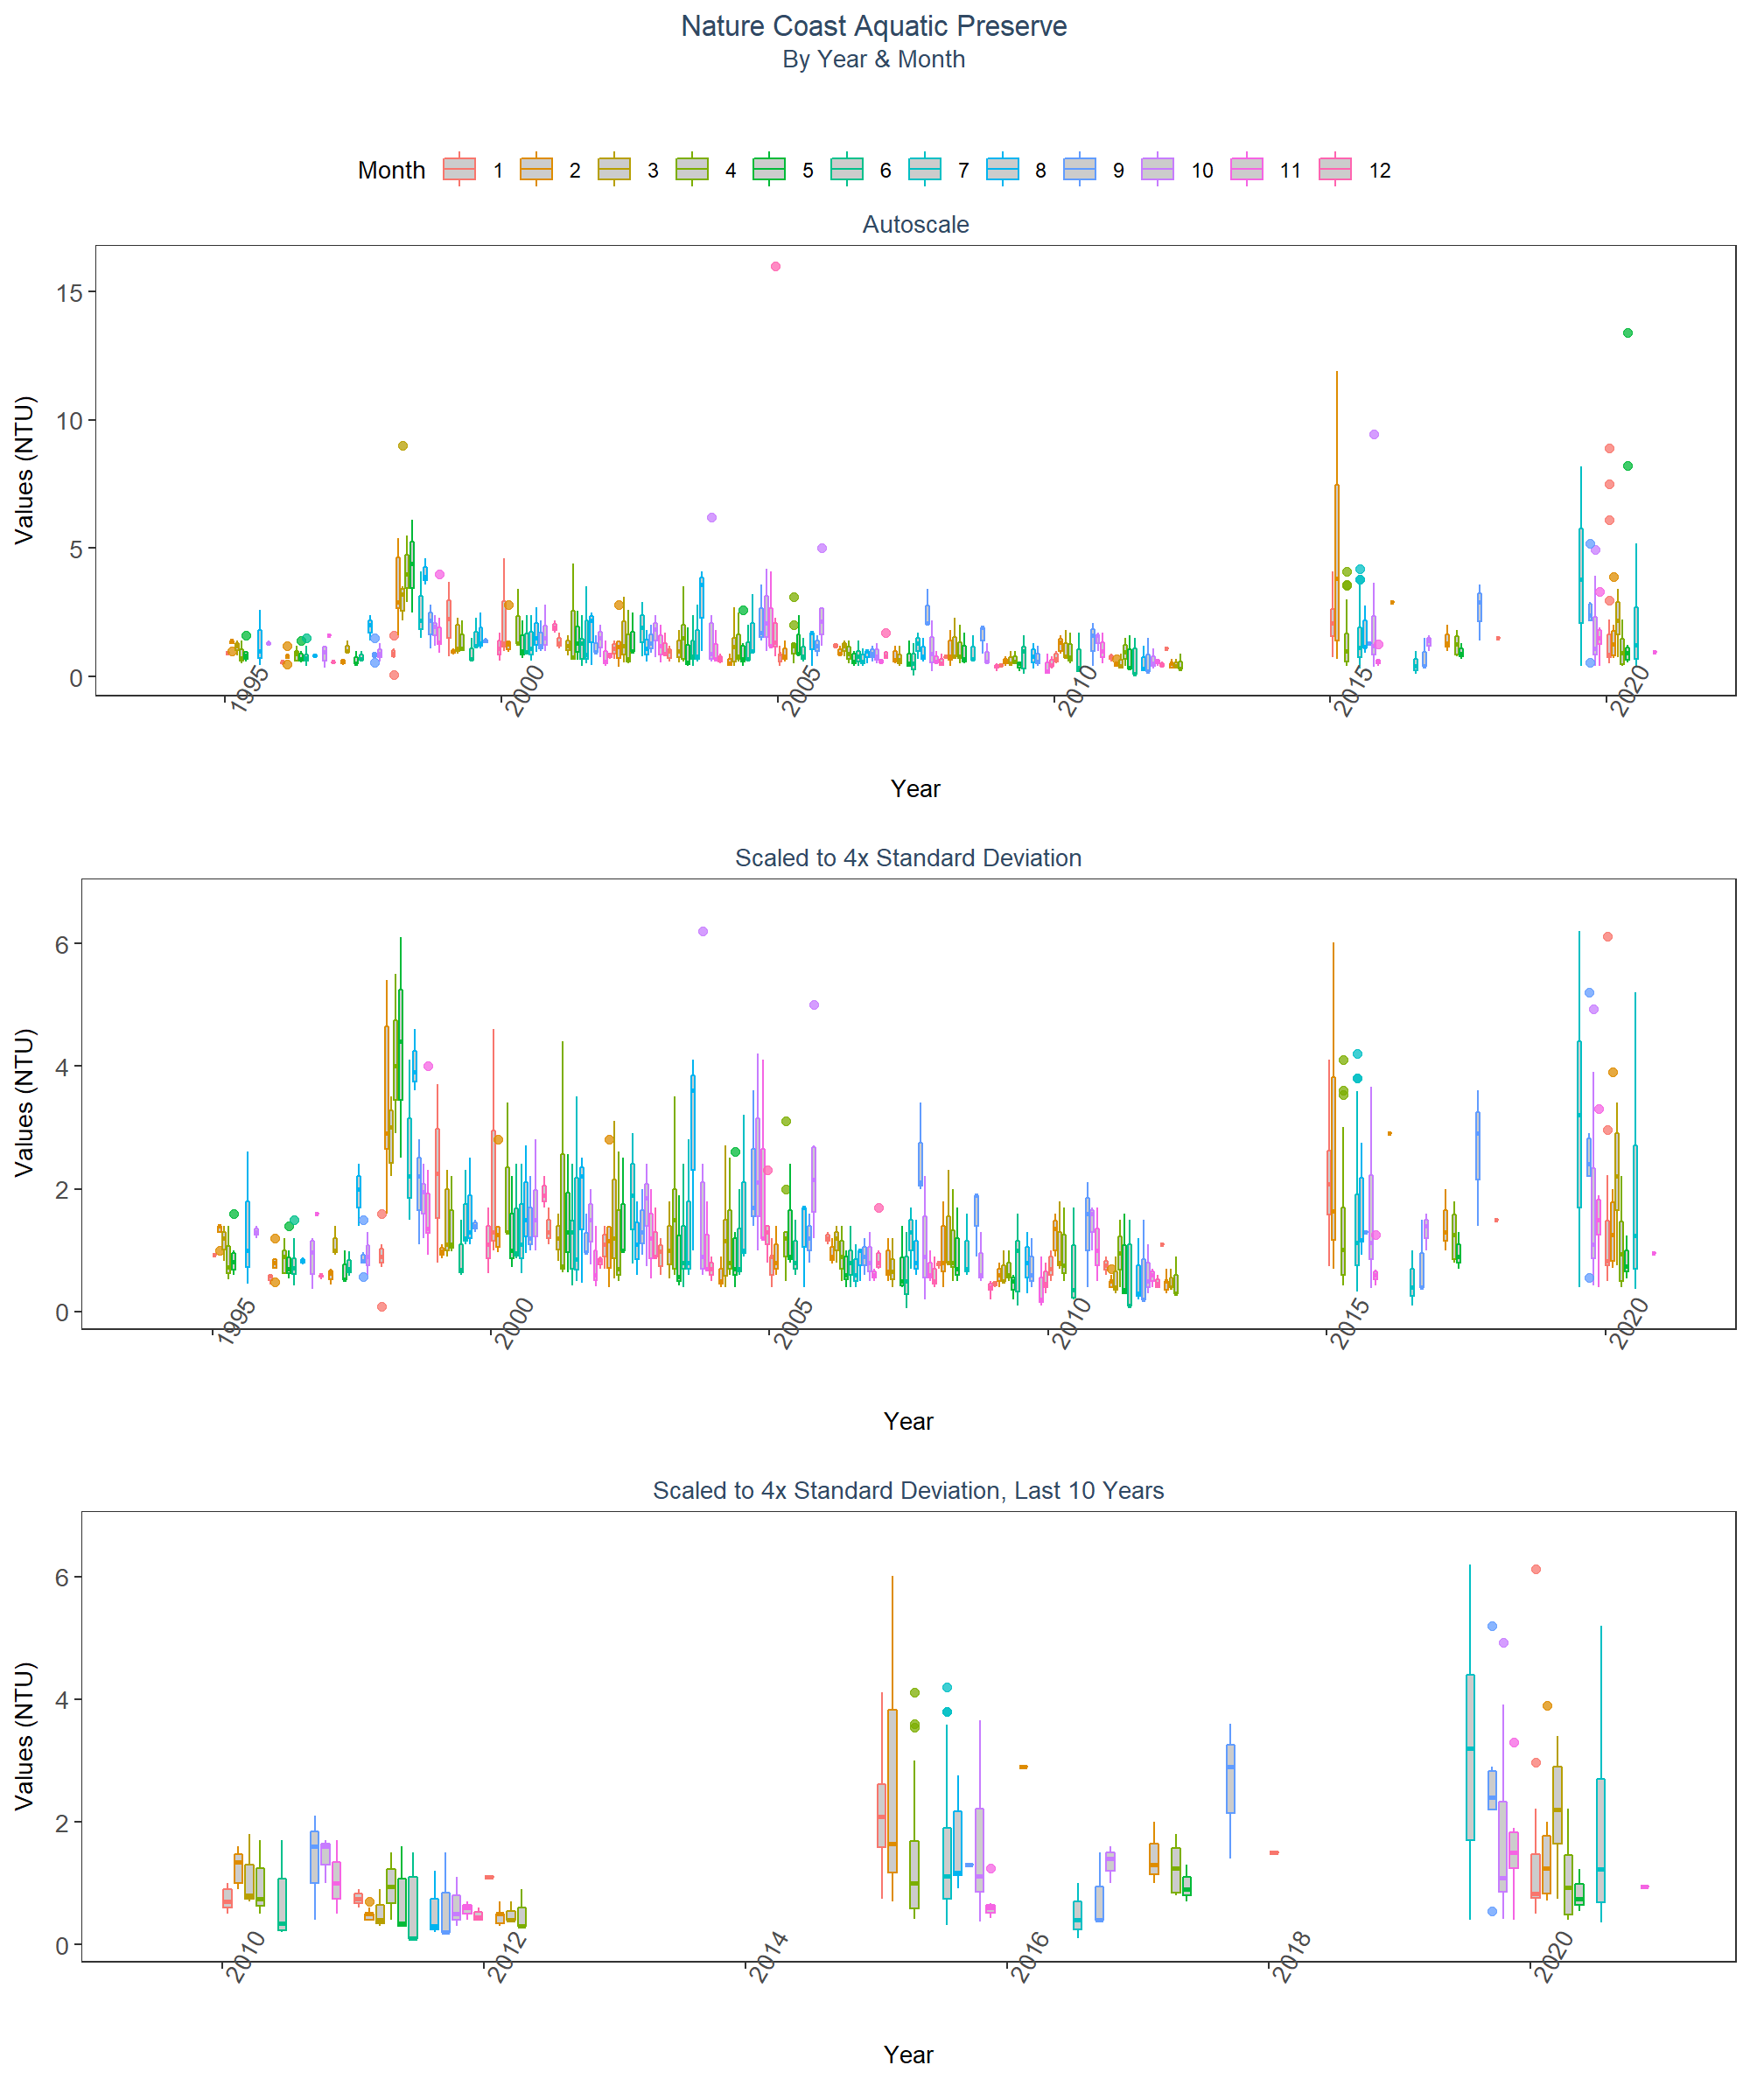 Nature Coast Aquatic Preserve
By Year & Month
Month 1 2 3 4 5 6 7 8 9 10 11 12
Autoscale
Values (NTU)
15
10
5
0
1995 2000 2005 2010 2015 2020
Year
Scaled to 4x Standard Deviation
Values (NTU)
6
4
2
0
1995 2000 2005 2010 2015 2020
Year
Scaled to 4x Standard Deviation, Last 10 Years
Values (NTU)
6
4
2
0
2010 2012 2014 2016 2018 2020
Year